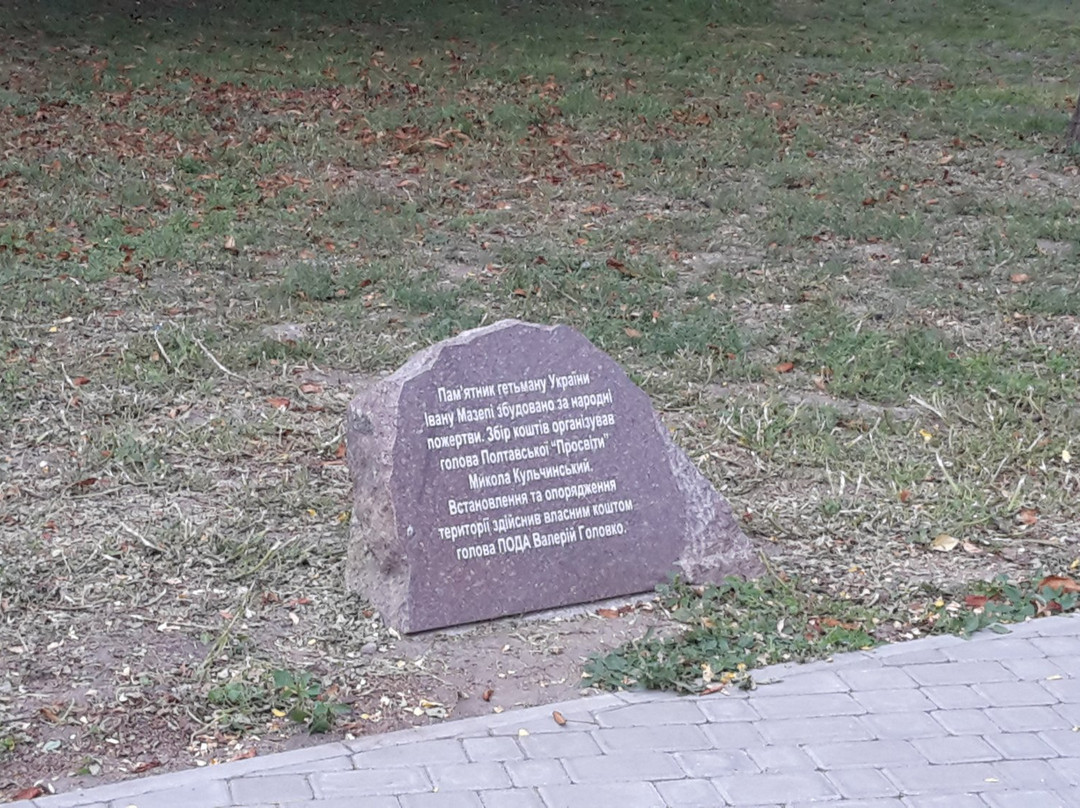 Пам'ятник гетьману України
Івану Мазепі збудовано за народні
пожертви. Збір коштів організував
голова Полтавської "Просвіти"
Микола Кульчинський.
Встановлення та опорядження
території здійснив власним коштом
голова ПОДА Валерій Головко.